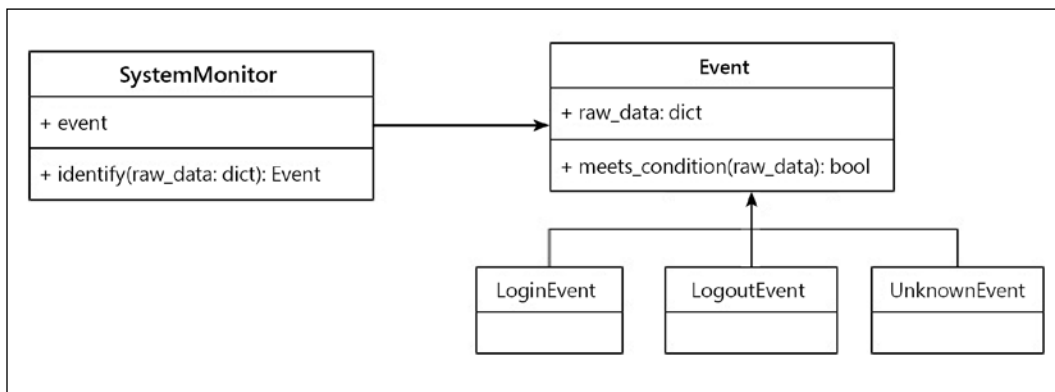 SystemMonitor
+ event
+ identify(raw_data: dict): Event
Event
+ raw_data: dict
+ meets_condition(raw_data): bool
LoginEvent
LogoutEvent
UnknownEvent